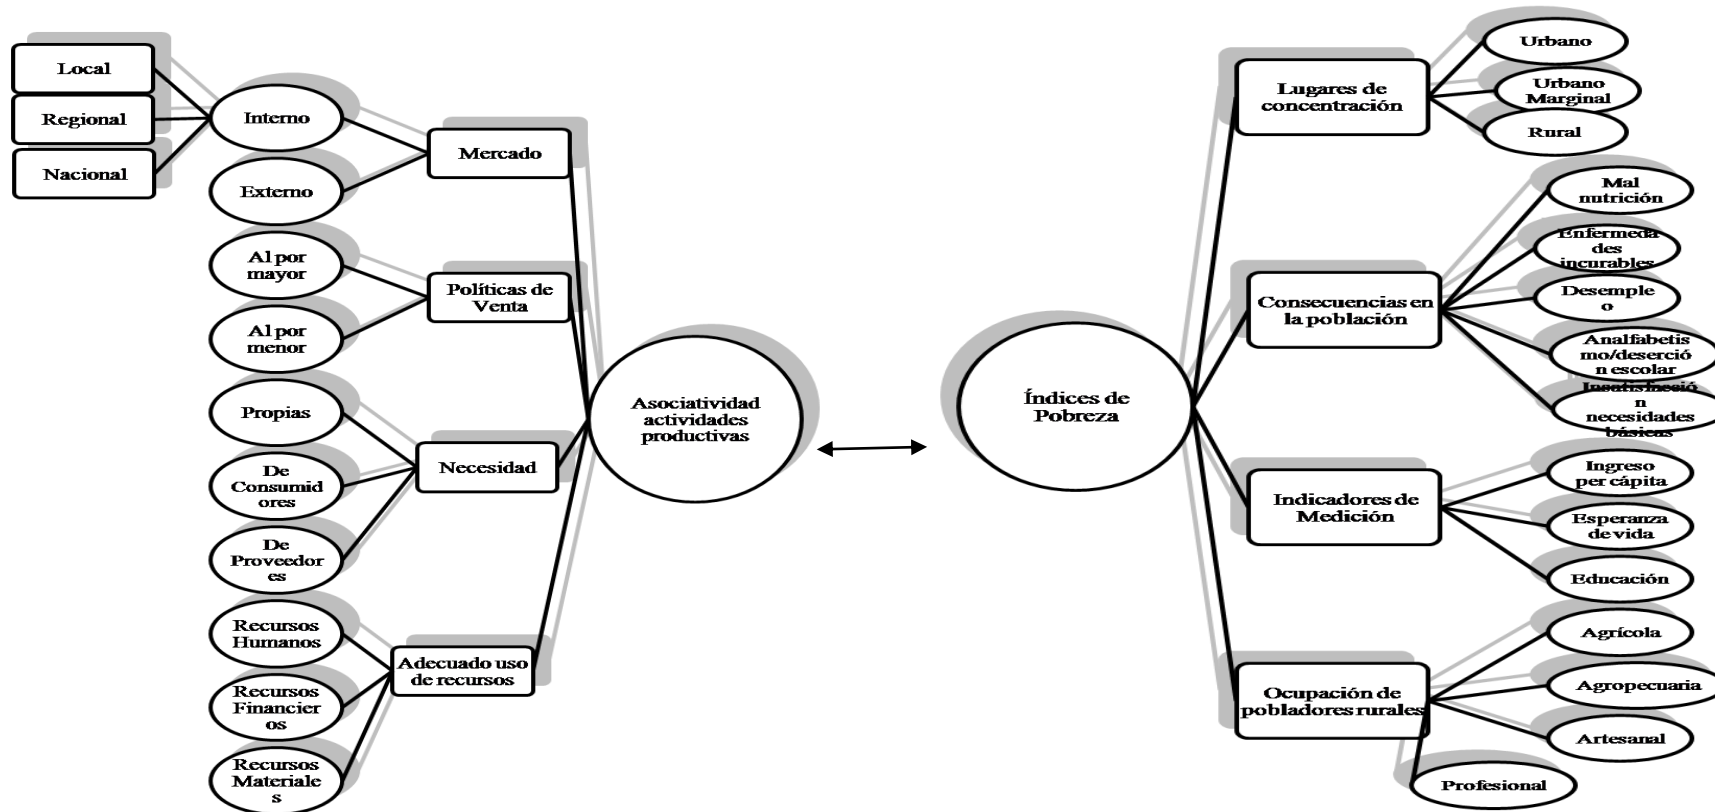 Local
Regional
Nacional
Interno
Externo
Mercado
Al por
mayor
Al por
menor
Políticas de
Venta
Propias
De
Consumid
ores
De
Proveedor
es
Necesidad
Recursos
Humanos
Recursos
Financier
os
Recursos
Materiale
s
Adecuado uso
de recursos
Asociatividad
actividades
productivas
Índices de
Pobreza
Lugares de
concentración
Urbano
Urbano
Marginal
Rural
Consecuencias en
la población
Mal
nutrición
Enfermeda
des
incurables
Desemple
o
Analfabetis
mo/deserció
n escolar
Insatisfacció
n
necesidades
básicas
Indicadores de
Medición
Ingreso
per cápita
Esperanza
de vida
Educación
Ocupación de
pobladores rurales
Agrícola
Agropecuaria
Artesanal
Profesional